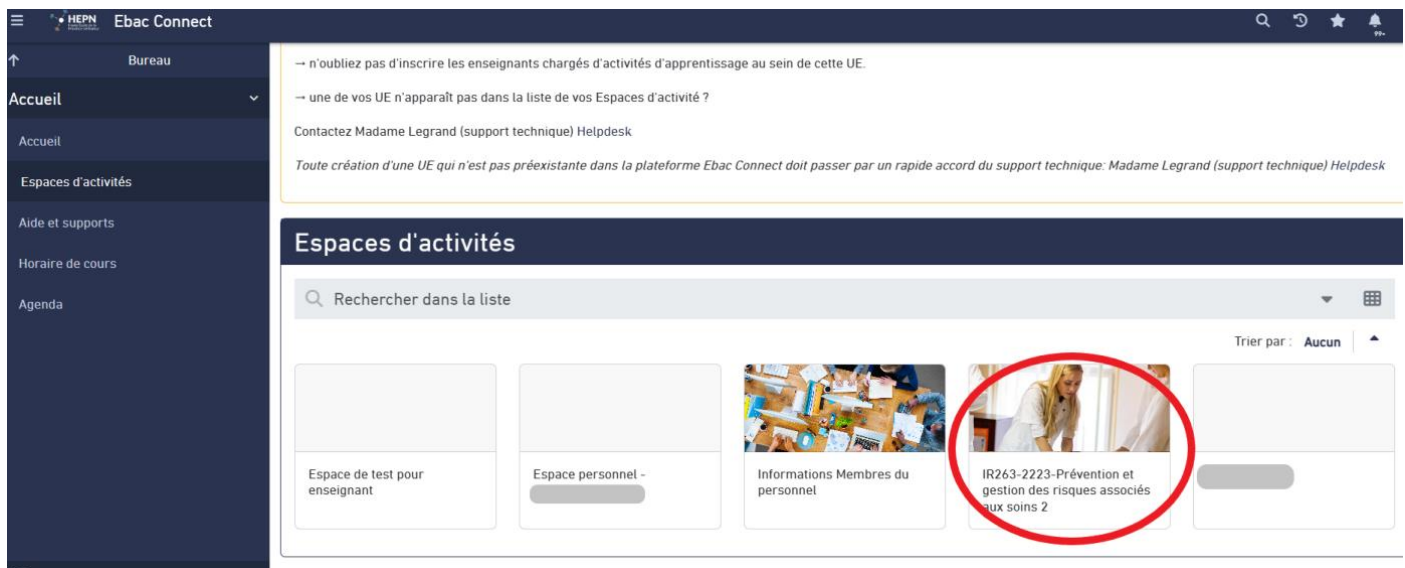 HEPN Ebac Connect
99+
Bureau
Accueil
Accueil
Espaces d'activités
Aide et supports
Horaire de cours
Agenda
→ n'oubliez pas d'inscrire les enseignants chargés d'activités d'apprentissage au sein de cette UE.
→ une de vos UE n'apparaît pas dans la liste de vos Espaces d'activité ?
Contactez Madame Legrand (support technique) Helpdesk
Toute création d'une UE qui n'est pas préexistante dans la plateforme Ebac Connect doit passer par un rapide accord du support technique: Madame Legrand (support technique) Helpdesk
Espaces d'activités
Rechercher dans la liste
Trier par : Aucun
Espace de test pour
enseignant
Espace personnel -
Informations Membres du
personnel
IR263-2223-Prévention et
gestion des risques associés
aux soins 2